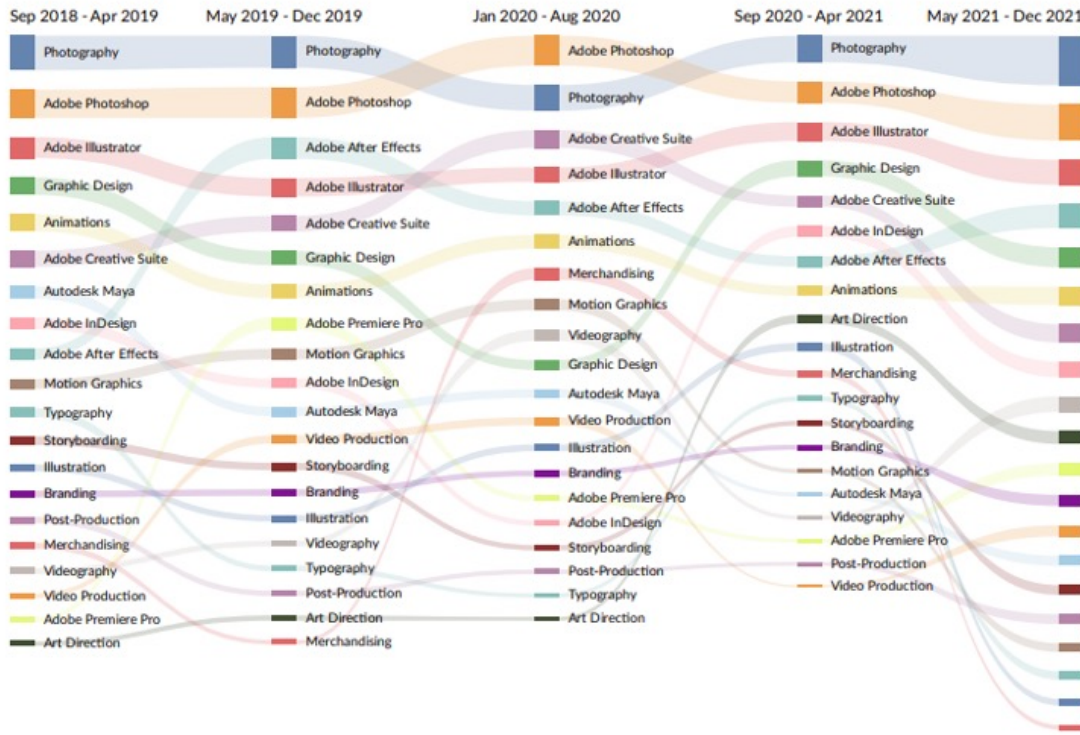 Sep 2018 - Apr 2019
May 2019 - Dec 2019
Jan 2020 - Aug 2020
Sep 2020 - Apr 2021
May 2021 - Dec 2021
Photography
Adobe Photoshop
Adobe Illustrator
Graphic Design
Animations
Adobe Creative Suite
Autodesk Maya
Adobe InDesign
Adobe After Effects
Motion Graphics
Typography
Storyboarding
Illustration
Branding
Post-Production
Merchandising
Videography
Video Production
Adobe Premiere Pro
Art Direction
Photography
Adobe Photoshop
Adobe After Effects
Adobe Illustrator
Adobe Creative Suite
Graphic Design
Animations
Adobe Premiere Pro
Motion Graphics
Adobe InDesign
Autodesk Maya
Video Production
Storyboarding
Branding
Illustration
Videography
Typography
Post-Production
Art Direction
Merchandising
Adobe Photoshop
Photography
Adobe Creative Suite
Adobe Illustrator
Adobe After Effects
Animations
Merchandising
Motion Graphics
Videography
Graphic Design
Autodesk Maya
Video Production
Illustration
Branding
Adobe Premiere Pro
Adobe InDesign
Storyboarding
Post-Production
Typography
Art Direction
Photography
Adobe Photoshop
Adobe Illustrator
Graphic Design
Adobe Creative Suite
Adobe InDesign
Adobe After Effects
Animations
Art Direction
Illustration
Merchandising
Typography
Storyboarding
Branding
Motion Graphics
Autodesk Maya
Videography
Adobe Premiere Pro
Post-Production
Video Production